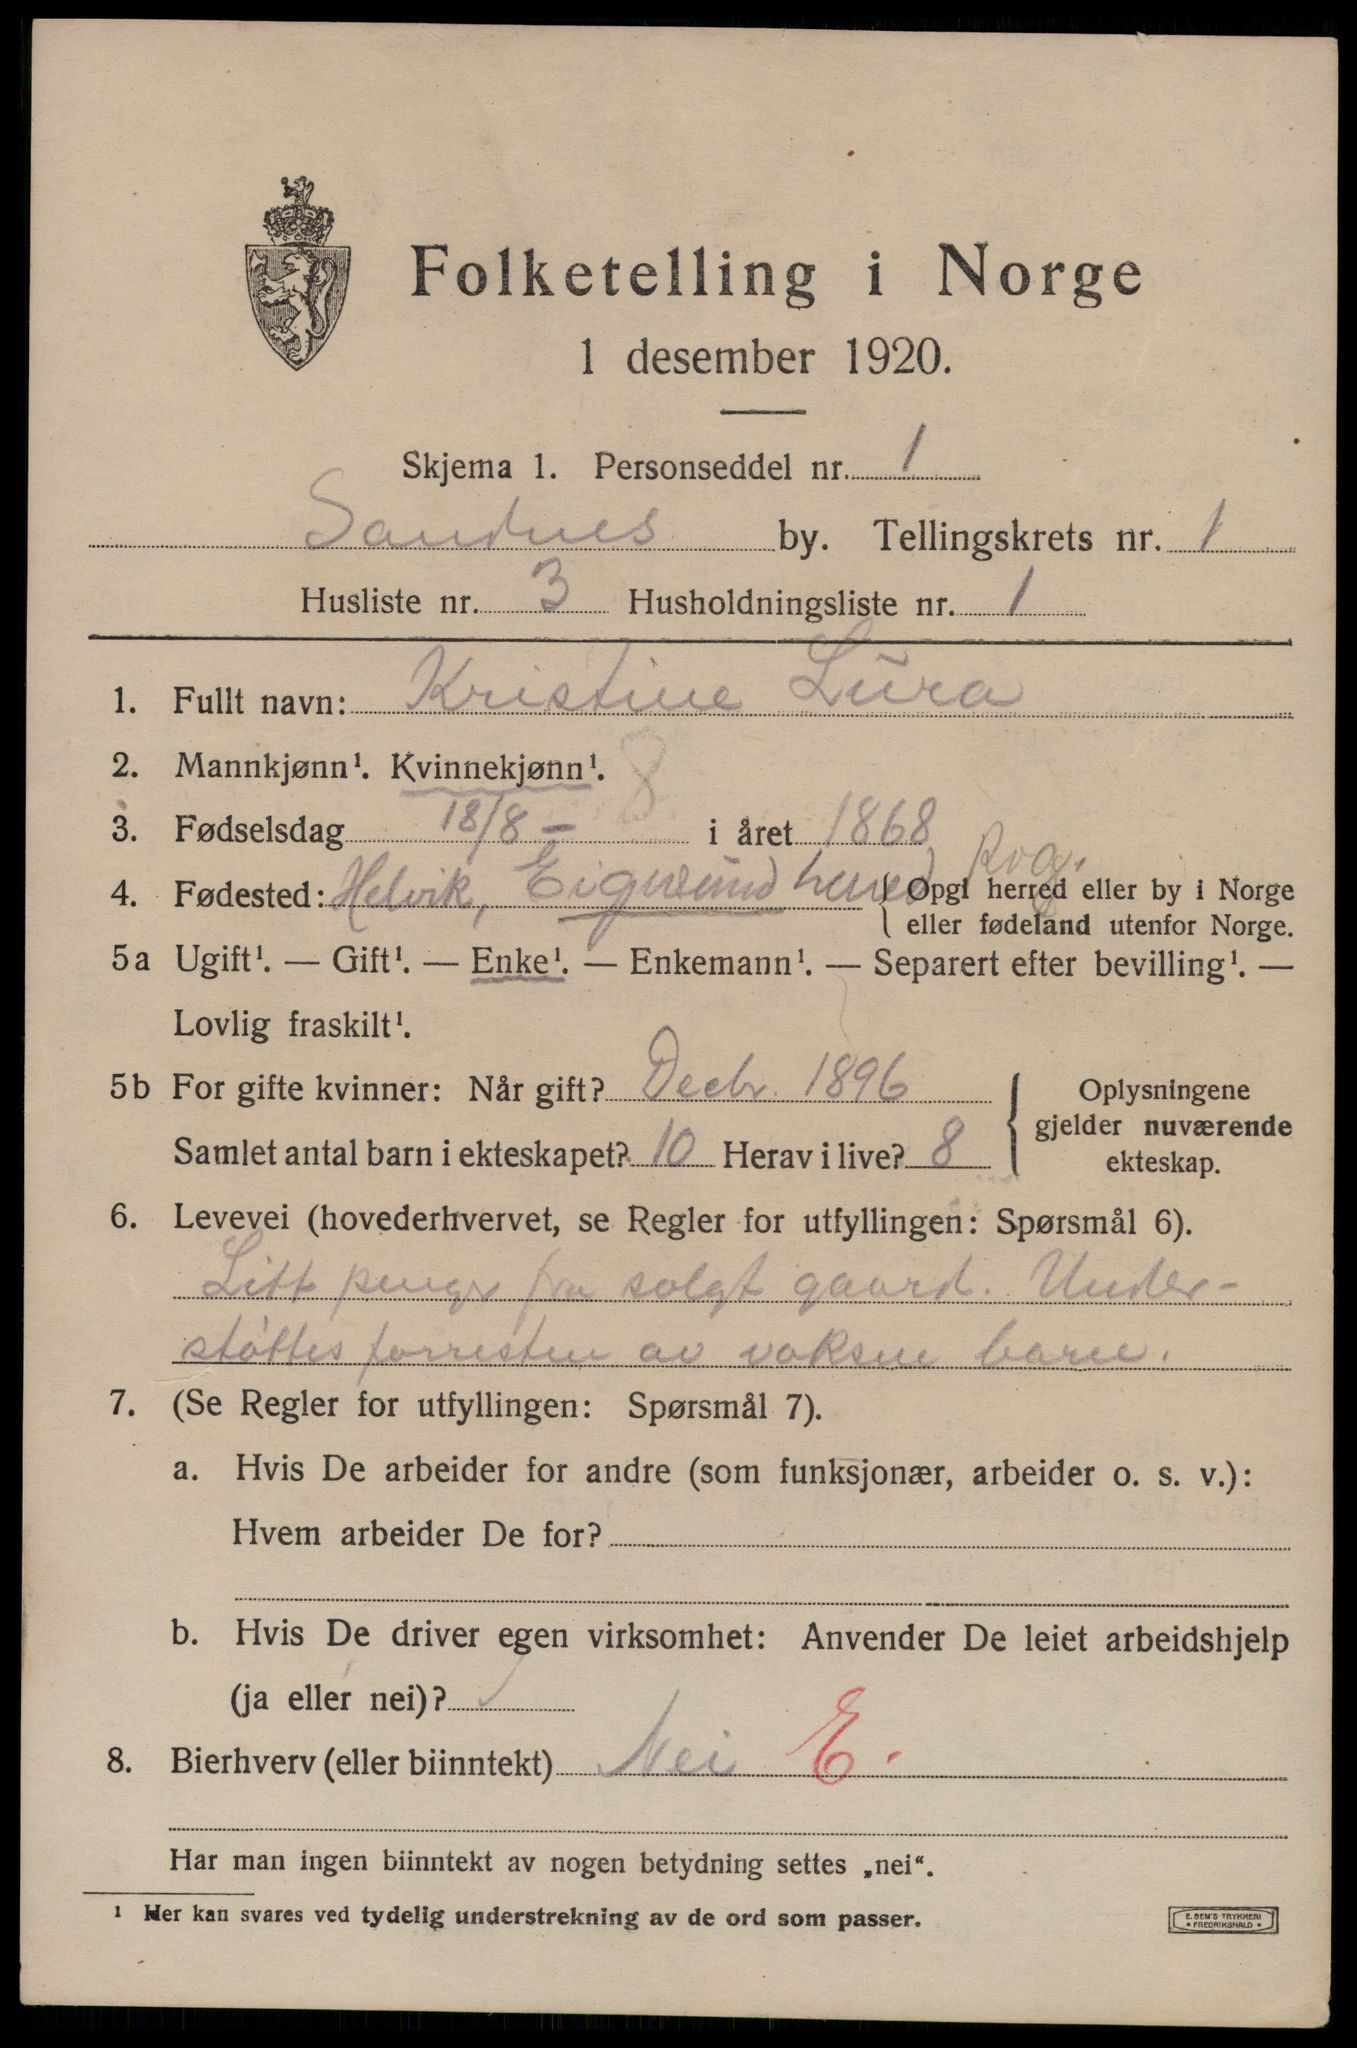 Folketelling i Norge
1 desember 1920.
Skjema 1. Personseddel nr. 1
Sandnes by. Tellingskrets nr. 1
Husliste nr. 3 Husholdningsliste nr. 1
1. Fullt navn: Kristine Lura
2. Mannkjønn¹. Kvinnekjønn¹. 8
3. Fødselsdag 18/8 – i året 1868
Rog.
4. Fødested: Helvik, Eigersund herred { Opgi herred eller by i Norge
eller fødeland utenfor Norge.
5a Ugift¹. — Gift¹. — Enke¹. — Enkemann¹. — Separert efter bevilling¹. —
Lovlig fraskilt¹.
5b For gifte kvinner: Når gift? Decbr. 1896 { Oplysningene
gjelder nuværende
Samlet antal barn i ekteskapet? 10 Herav i live? 8 ekteskap.
6. Levevei (hovederhvervet, se Regler for utfyllingen: Spørsmål 6).
Litt penge fra solgt gaard. Under-
støttes forresten av voksne barn.
7. (Se Regler for utfyllingen: Spørsmål 7).
a. Hvis De arbeider for andre (som funksjonær, arbeider o. s. v.):
Hvem arbeider De for?
b. Hvis De driver egen virksomhet: Anvender De leiet arbeidshjelp
(ja eller nei)? /
8. Bierhverv (eller biinntekt) Nei E.
Har man ingen biinntekt av nogen betydning settes „nei“.
¹ Her kan svares ved tydelig understrekning av de ord som passer.
E. SEM'S TRYKKERI
• FREDRIKSHALD •